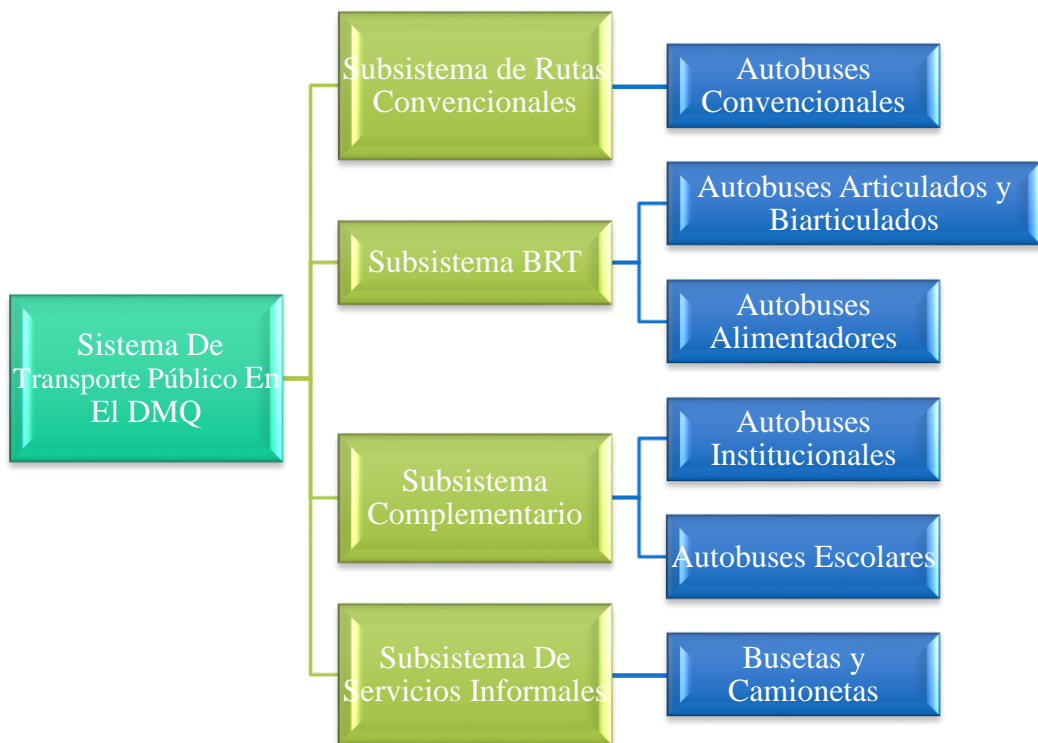 Sistema De
Transporte Público En
El DMQ
Subsistema de Rutas
Convencionales
Autobuses
Convencionales
Subsistema BRT
Autobuses Articulados y
Biarticulados
Autobuses
Alimentadores
Subsistema
Complementario
Autobuses
Institucionales
Autobuses Escolares
Subsistema De
Servicios Informales
Busetas y
Camionetas